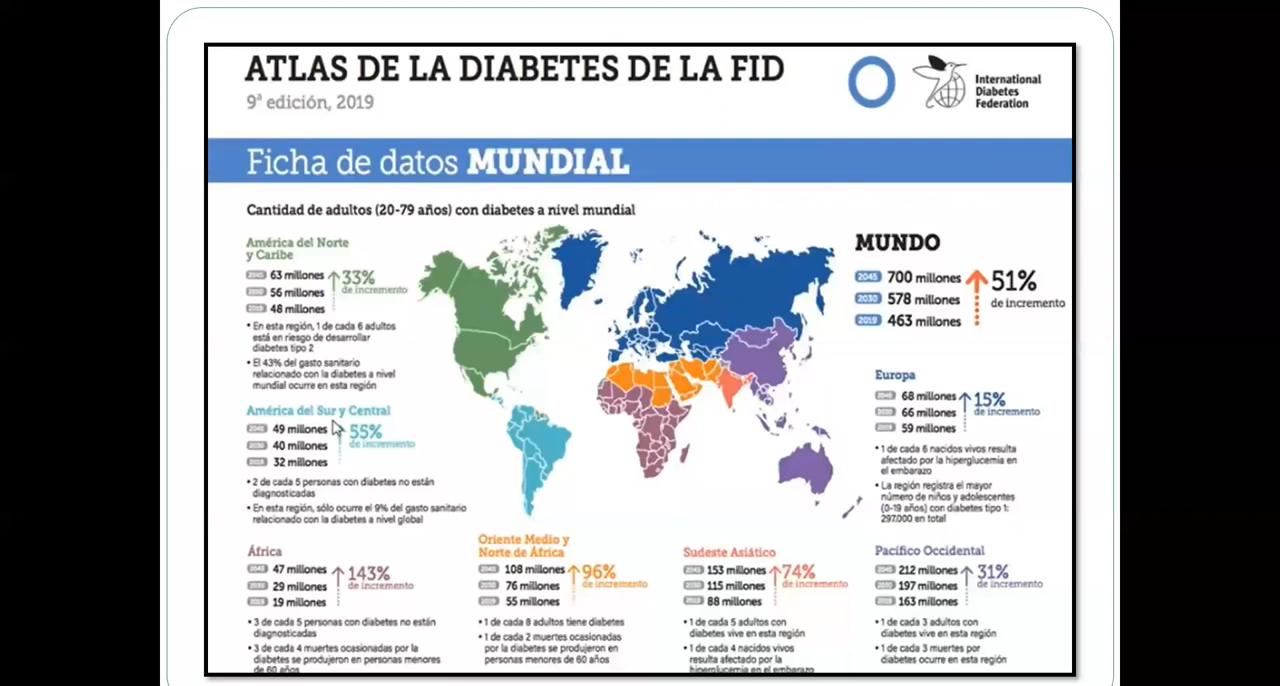 ATLAS DE LA DIABETES DE LA FID
9ª edición, 2019
International
Diabetes
Federation
Ficha de datos MUNDIAL
Cantidad de adultos (20-79 años) con diabetes a nivel mundial
América del Norte
y Caribe
2045 63 millones
2030 56 millones
2019 48 millones
33%
de incremento
• En esta región, 1 de cada 6 adultos
está en riesgo de desarrollar
diabetes tipo 2
• El 43% del gasto sanitario
relacionado con la diabetes a nivel
mundial ocurre en esta región
América del Sur y Central
2045 49 millones
2030 40 millones
2019 32 millones
55%
de incremento
• 2 de cada 5 personas con diabetes no están
diagnosticadas
• En esta región, sólo ocurre el 9% del gasto sanitario
relacionado con la diabetes a nivel global
MUNDO
2045 700 millones
2030 578 millones
2019 463 millones
51%
de incremento
Europa
2045 68 millones
2030 66 millones
2019 59 millones
15%
de incremento
• 1 de cada 6 nacidos vivos resulta
afectado por la hiperglucemia en
el embarazo
• La región registra el mayor
número de niños y adolescentes
(0-19 años) con diabetes tipo 1:
297.000 en total
África
2045 47 millones
2030 29 millones
2019 19 millones
143%
de incremento
• 3 de cada 5 personas con diabetes no están
diagnosticadas
• 3 de cada 4 muertes ocasionadas por la
diabetes se produjeron en personas menores
de 60 años
Oriente Medio y
Norte de África
2045 108 millones
2030 76 millones
2019 55 millones
96%
de incremento
• 1 de cada 8 adultos tiene diabetes
• 1 de cada 2 muertes ocasionadas
por la diabetes se produjeron en
personas menores de 60 años
Sudeste Asiático
2045 153 millones
2030 115 millones
2019 88 millones
74%
de incremento
• 1 de cada 5 adultos con
diabetes vive en esta región
• 1 de cada 4 nacidos vivos
resulta afectado por la
hiperglucemia en el embarazo
Pacífico Occidental
2045 212 millones
2030 197 millones
2019 163 millones
31%
de incremento
• 1 de cada 3 adultos con
diabetes vive en esta región
• 1 de cada 3 muertes por
diabetes ocurre en esta región